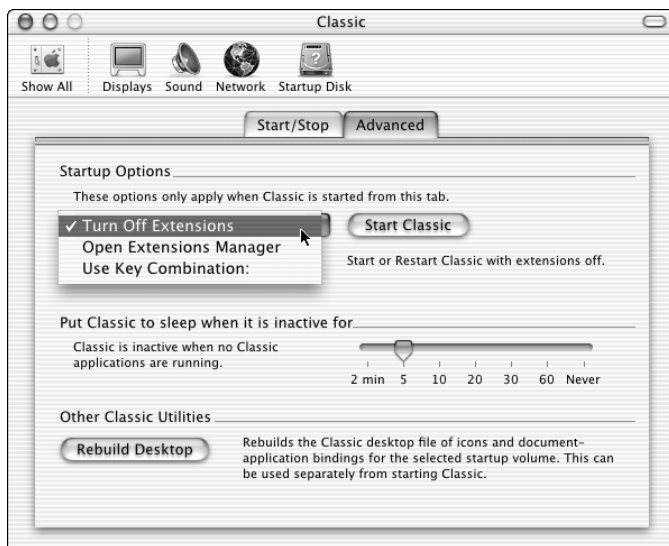 Classic
Show All Displays Sound Network Startup Disk
Start/Stop Advanced
Startup Options
These options only apply when Classic is started from this tab.
✓ Turn Off Extensions
Open Extensions Manager
Use Key Combination:
Start Classic
Start or Restart Classic with extensions off.
Put Classic to sleep when it is inactive for
Classic is inactive when no Classic
applications are running.
2 min 5 10 20 30 60 Never
Other Classic Utilities
Rebuild Desktop
Rebuilds the Classic desktop file of icons and document-
application bindings for the selected startup volume. This can
be used separately from starting Classic.